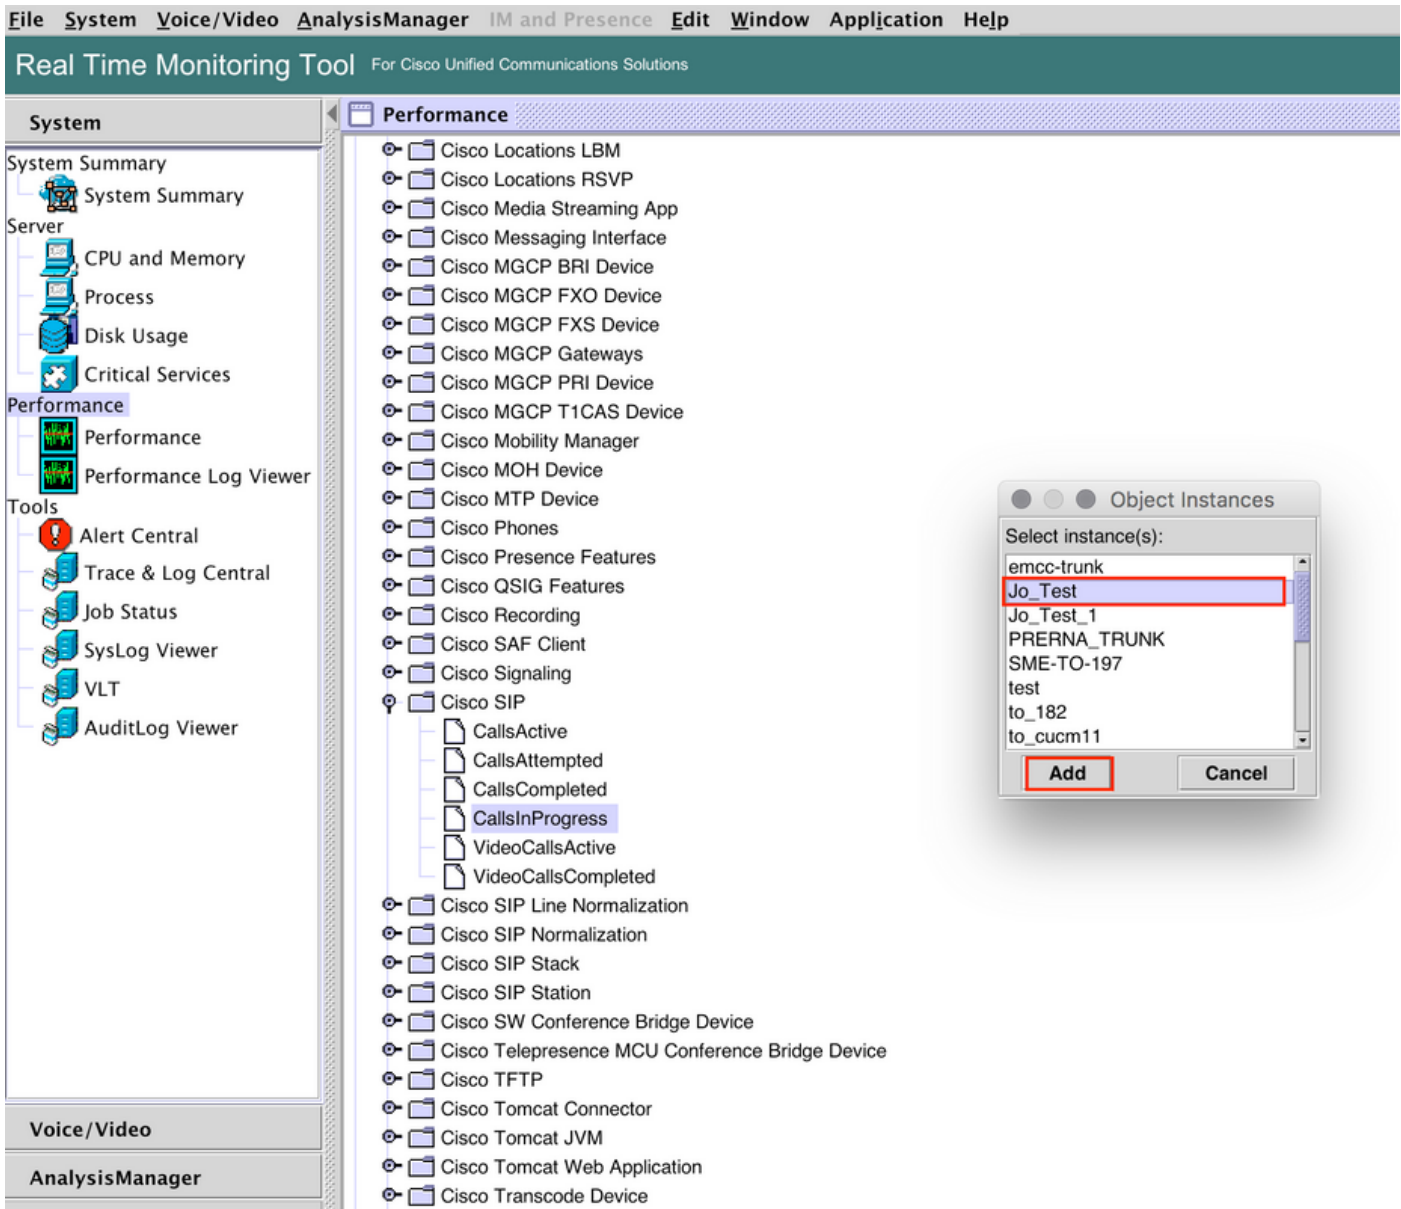 File System Voice/Video AnalysisManager IM and Presence Edit Window Application Help
Real Time Monitoring Tool For Cisco Unified Communications Solutions
System
System Summary
System Summary
Server
CPU and Memory
Process
Disk Usage
Critical Services
Performance
Performance
Performance Log Viewer
Tools
Alert Central
Trace & Log Central
Job Status
SysLog Viewer
VLT
AuditLog Viewer
Voice/Video
AnalysisManager
Performance
Cisco Locations LBM
Cisco Locations RSVP
Cisco Media Streaming App
Cisco Messaging Interface
Cisco MGCP BRI Device
Cisco MGCP FXO Device
Cisco MGCP FXS Device
Cisco MGCP Gateways
Cisco MGCP PRI Device
Cisco MGCP T1CAS Device
Cisco Mobility Manager
Cisco MOH Device
Cisco MTP Device
Cisco Phones
Cisco Presence Features
Cisco QSIG Features
Cisco Recording
Cisco SAF Client
Cisco Signaling
Cisco SIP
CallsActive
CallsAttempted
CallsCompleted
CallsInProgress
VideoCallsActive
VideoCallsCompleted
Cisco SIP Line Normalization
Cisco SIP Normalization
Cisco SIP Stack
Cisco SIP Station
Cisco SW Conference Bridge Device
Cisco Telepresence MCU Conference Bridge Device
Cisco TFTP
Cisco Tomcat Connector
Cisco Tomcat JVM
Cisco Tomcat Web Application
Cisco Transcode Device
Object Instances
Select instance(s):
emcc-trunk
Jo_Test
Jo_Test_1
PRERNA_TRUNK
SME-TO-197
test
to_182
to_cucm11
Add Cancel